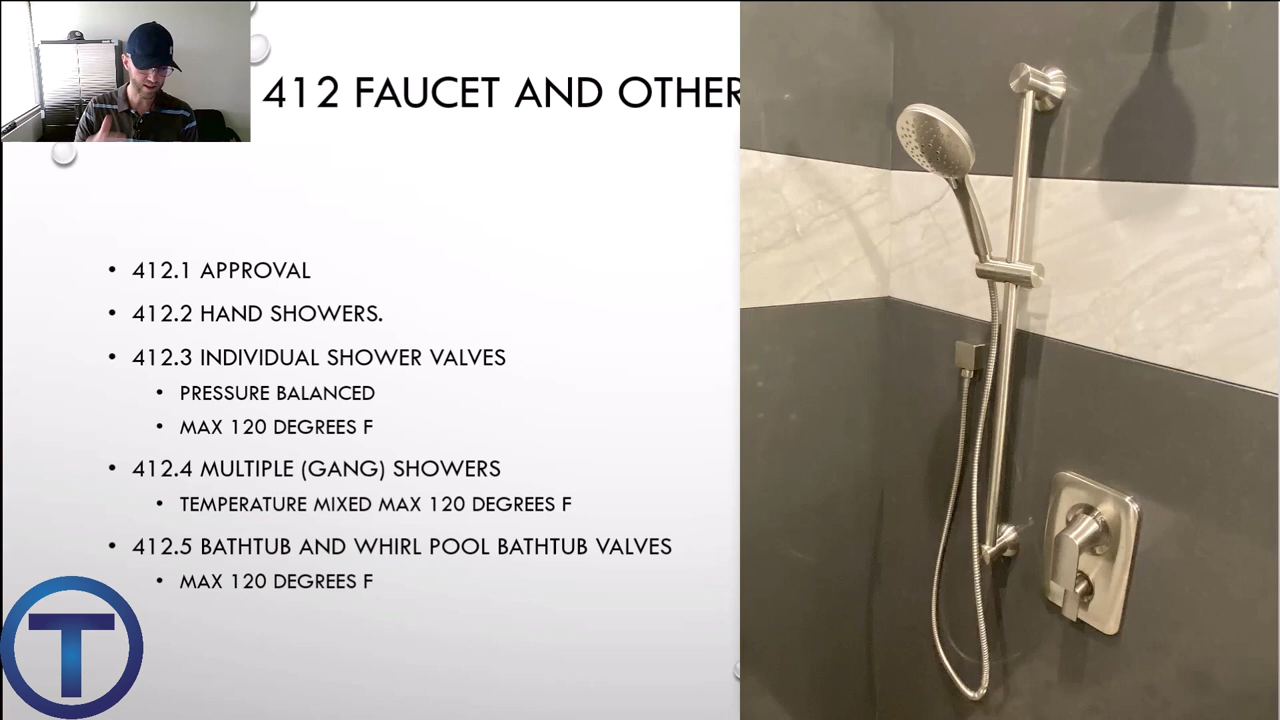 412 FAUCET AND OTHER
• 412.1 APPROVAL
• 412.2 HAND SHOWERS.
• 412.3 INDIVIDUAL SHOWER VALVES
• PRESSURE BALANCED
• MAX 120 DEGREES F
• 412.4 MULTIPLE (GANG) SHOWERS
• TEMPERATURE MIXED MAX 120 DEGREES F
• 412.5 BATHTUB AND WHIRL POOL BATHTUB VALVES
• MAX 120 DEGREES F
T